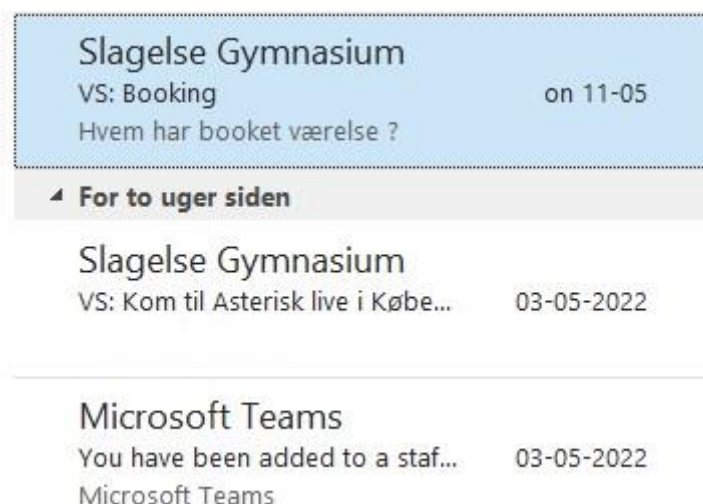 Slagelse Gymnasium
VS: Booking on 11-05
Hvem har booket værelse ?
For to uger siden
Slagelse Gymnasium
VS: Kom til Asterisk live i Købe... 03-05-2022
Microsoft Teams
You have been added to a staf... 03-05-2022
Microsoft Teams